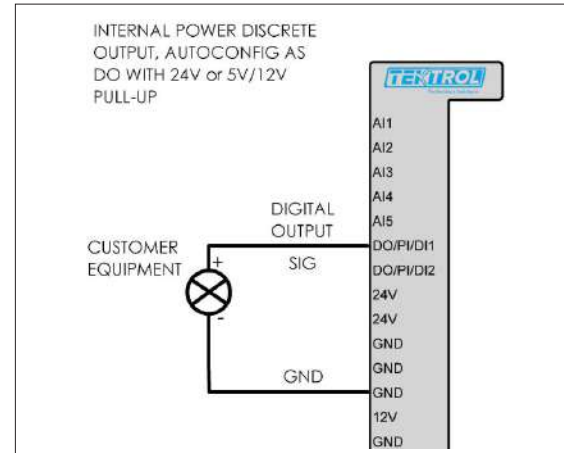 INTERNAL POWER DISCRETE
OUTPUT, AUTOCONFIG AS
DO WITH 24V or 5V/12V
PULL-UP
TEKTROL
AI1
AI2
AI3
AI4
AI5
DO/PI/DI1
DO/PI/DI2
24V
24V
GND
GND
GND
12V
GND
DIGITAL
OUTPUT
SIG
CUSTOMER
EQUIPMENT
+
-
GND